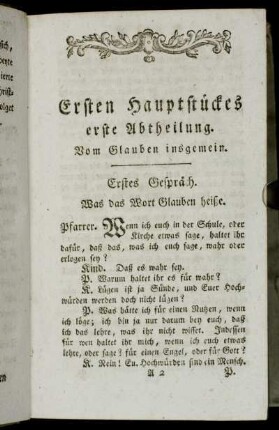 sich,
Ersten Hauptstückes
erste Abtheilung.
Vom Glauben insgemein.
Erstes Gespräch.
Was das Wort Glauben heiße.
Pfarrer. Wenn ich euch in der Schule, oder
Kirche etwas sage, haltet ihr
dafür, daß das, was ich euch sage, wahr oder
erlogen sey?
Kind. Daß es wahr sey.
P. Warum haltet ihr es für wahr?
K. Lügen ist ja Sünde, und Euer Hoch-
würden werden doch nicht lügen?
P. Was hätte ich für einen Nutzen, wenn
ich löge; ich bin ja nur darum bey euch, daß
ich das lehre, was ihr nicht wisset. Indessen
für wen haltet ihr mich, wenn ich euch etwas
lehre, oder sage? für einen Engel, oder für Gott?
K. Nein! Eu. Hochwürden sind ein Mensch.
A 2 P.